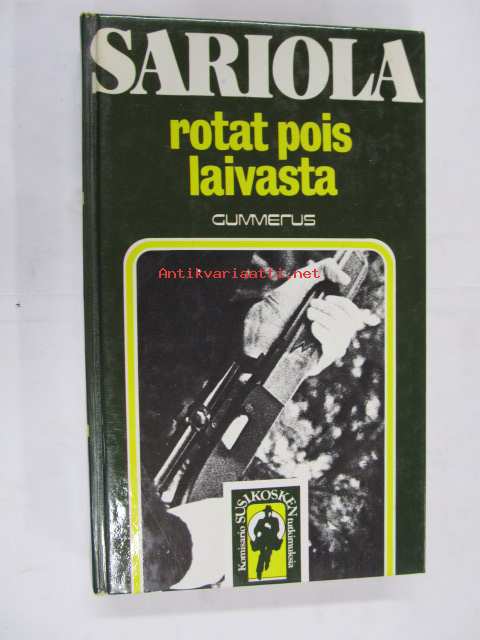 SARIOLA
rotat pois
laivasta
GUMMERUS
Antikvariaatti.net
Komisario SUSIKOSKEN tutkimuksia